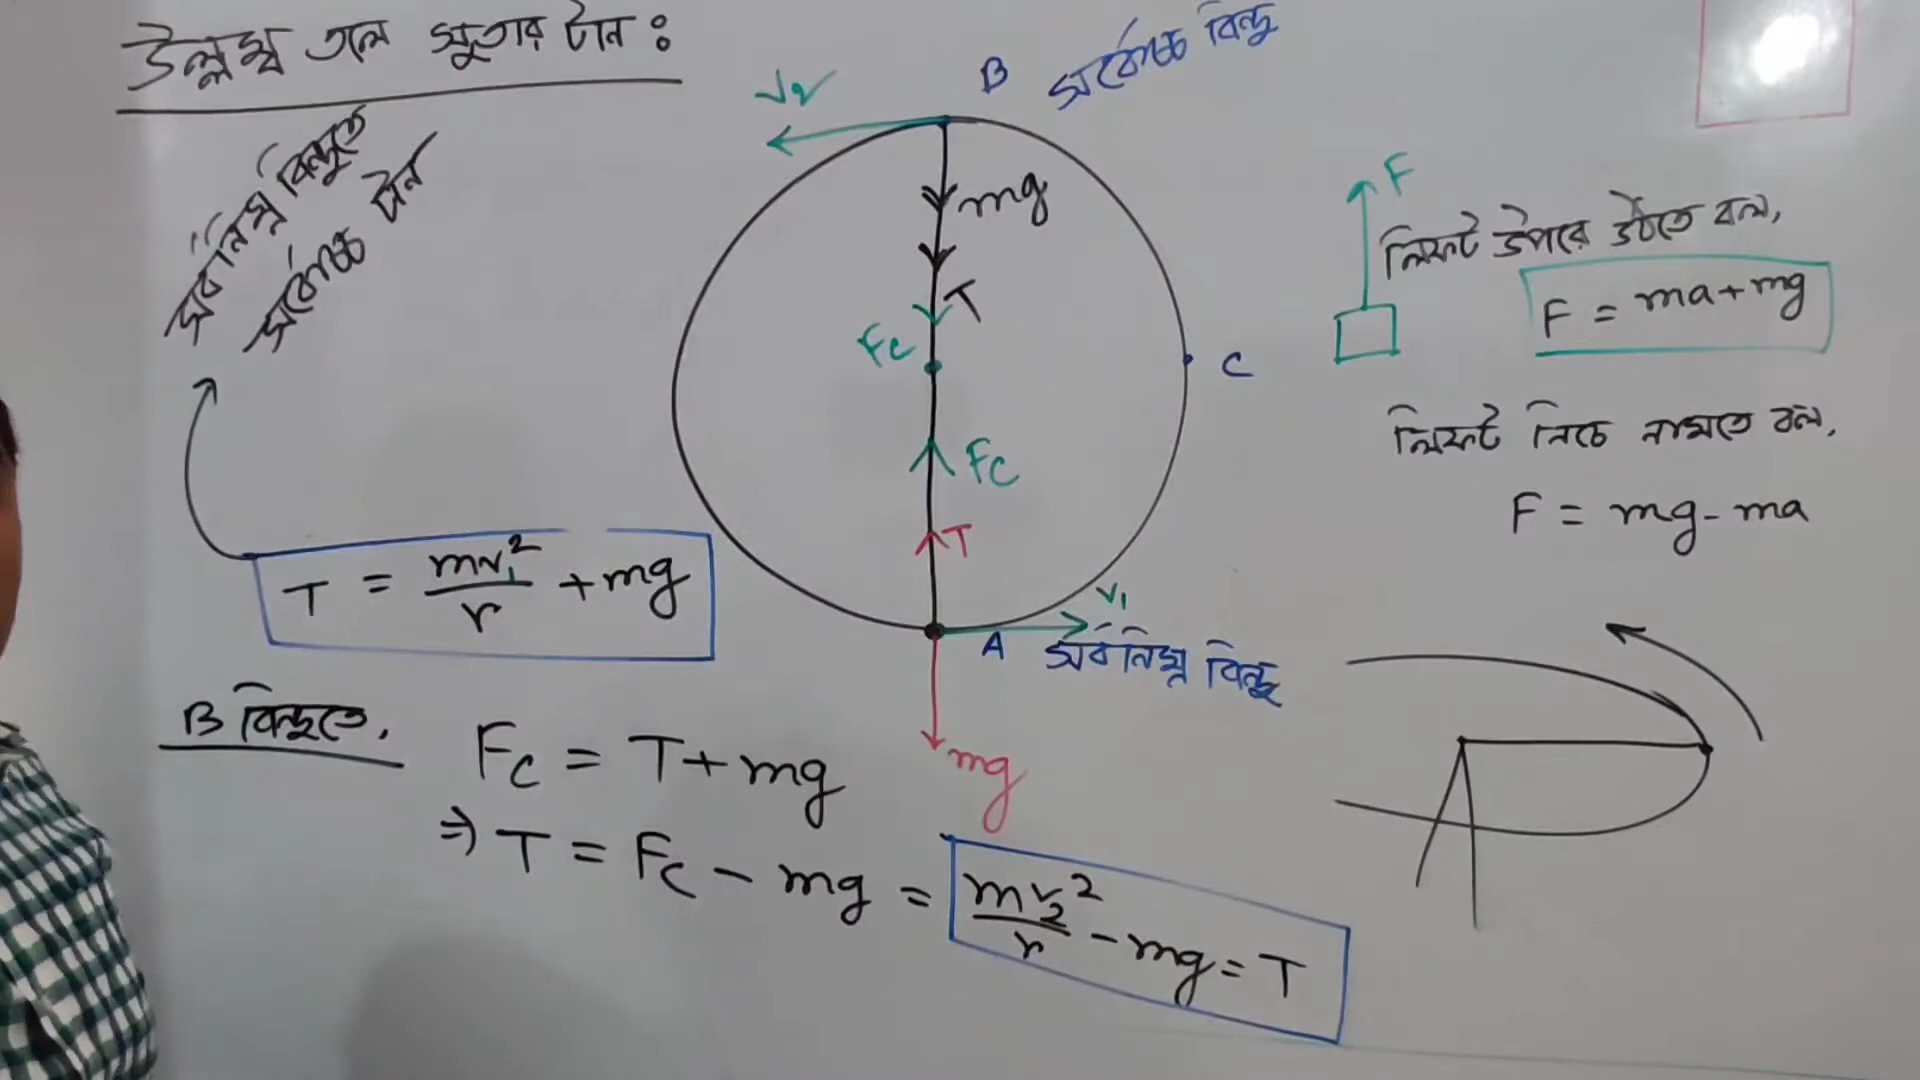 উল্লম্ব তলে সুতার টান :
সর্বনিম্ন বিন্দুতে
সর্বোচ্চ টান
B সর্বোচ্চ বিন্দু
v₂
mg
T
Fc
Fc
T
C
v₁
A সর্বনিম্ন বিন্দু
mg
T = mv₁²/r + mg
B বিন্দুতে,
Fc = T + mg
⇒ T = Fc - mg = mv₂²/r - mg = T
F
লিফট উপরে উঠতে বল,
F = ma + mg
লিফট নিচে নামতে বল,
F = mg - ma